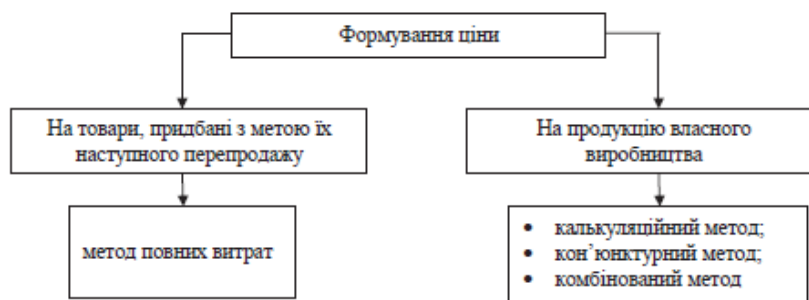 Формування ціни
На товари, придбані з метою їх
наступного перепродажу
На продукцію власного
виробництва
метод повних витрат
• калькуляційний метод;
• кон’юнктурний метод;
• комбінований метод